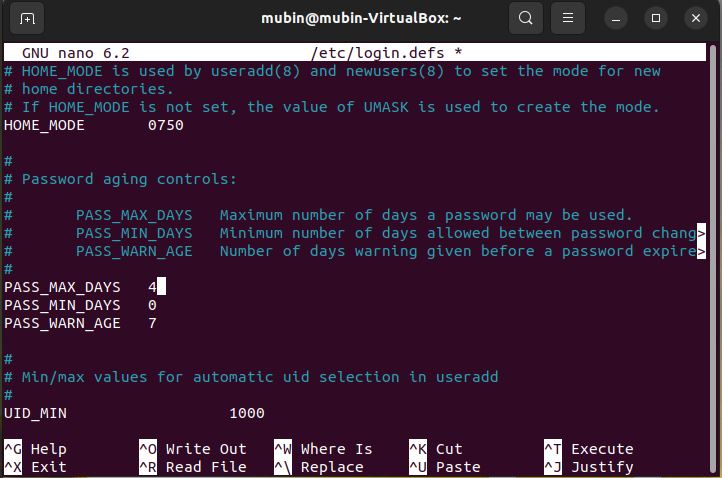 mubin@mubin-VirtualBox: ~
GNU nano 6.2 /etc/login.defs *
# HOME_MODE is used by useradd(8) and newusers(8) to set the mode for new
# home directories.
# If HOME_MODE is not set, the value of UMASK is used to create the mode.
HOME_MODE 0750
#
# Password aging controls:
#
# PASS_MAX_DAYS Maximum number of days a password may be used.
# PASS_MIN_DAYS Minimum number of days allowed between password chang>
# PASS_WARN_AGE Number of days warning given before a password expire>
#
PASS_MAX_DAYS 4
PASS_MIN_DAYS 0
PASS_WARN_AGE 7
#
# Min/max values for automatic uid selection in useradd
#
UID_MIN 1000
^G Help ^O Write Out ^W Where Is ^K Cut ^T Execute
^X Exit ^R Read File ^\ Replace ^U Paste ^J Justify